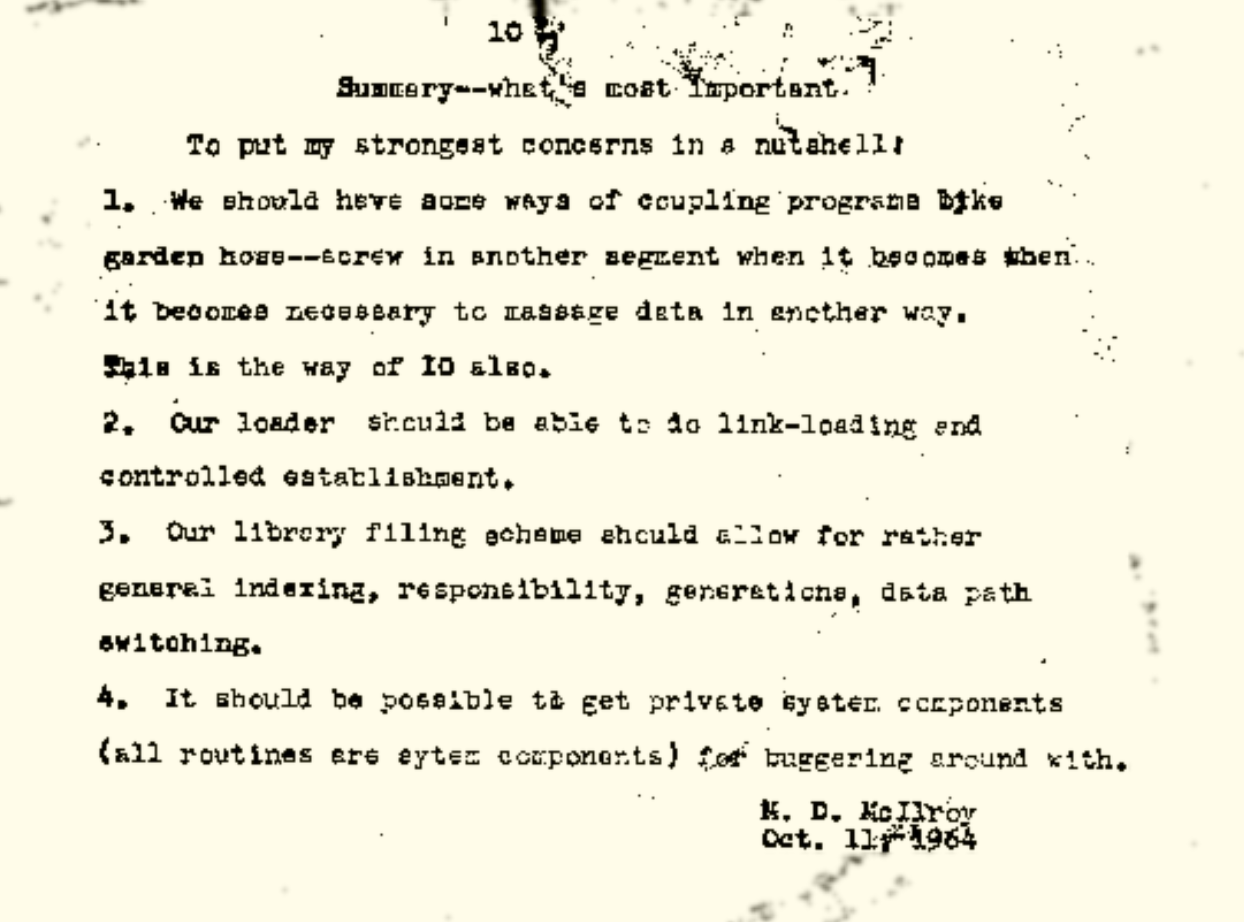 10
Summary--what's most important.
To put my strongest concerns in a nutshell:
1. We should have some ways of coupling programs like
garden hose--screw in another segment when it becomes when
it becomes necessary to massage data in another way.
This is the way of IO also.
2. Our loader should be able to do link-loading and
controlled establishment.
3. Our library filing scheme should allow for rather
general indexing, responsibility, generations, data path
switching.
4. It should be possible to get private system components
(all routines are sytem components) for buggering around with.
M. D. McIlroy
Oct. 11, 1964